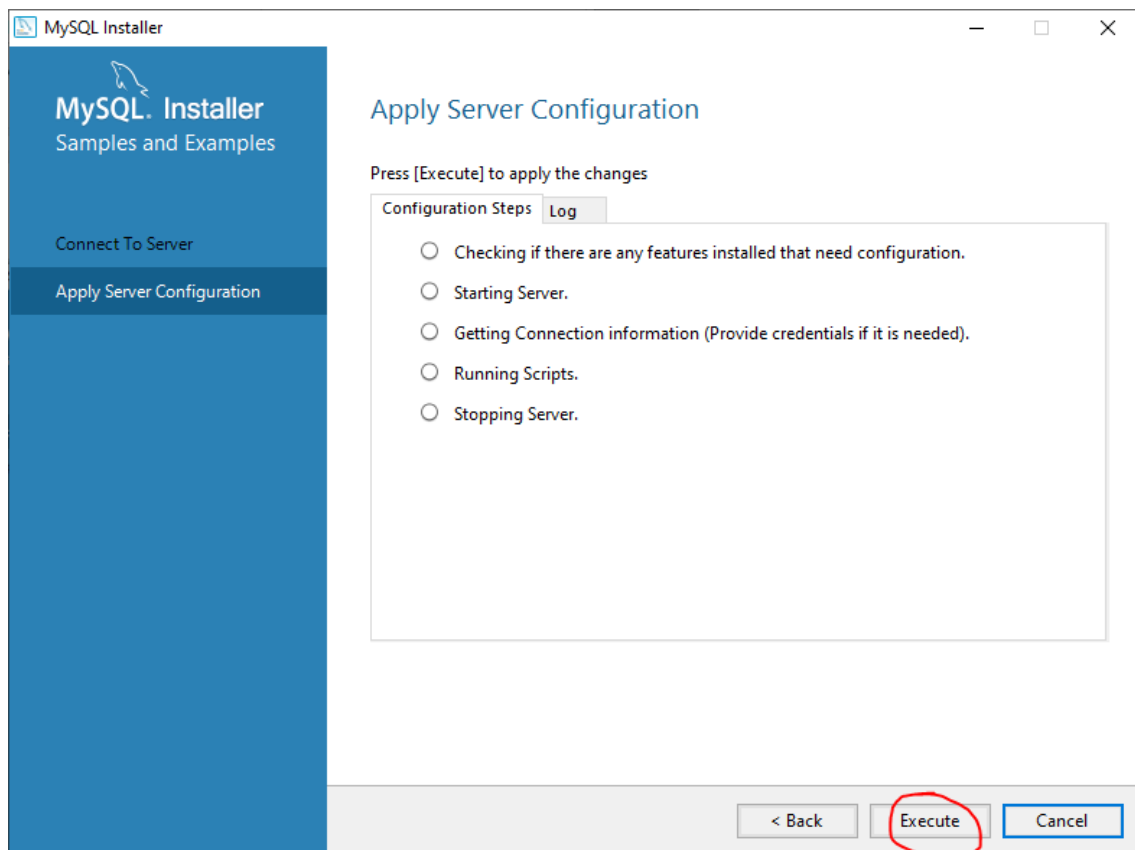 MySQL Installer
MySQL. Installer
Samples and Examples
Connect To Server
Apply Server Configuration
Apply Server Configuration
Press [Execute] to apply the changes
Configuration Steps
Log
Checking if there are any features installed that need configuration.
Starting Server.
Getting Connection information (Provide credentials if it is needed).
Running Scripts.
Stopping Server.
< Back
Execute
Cancel